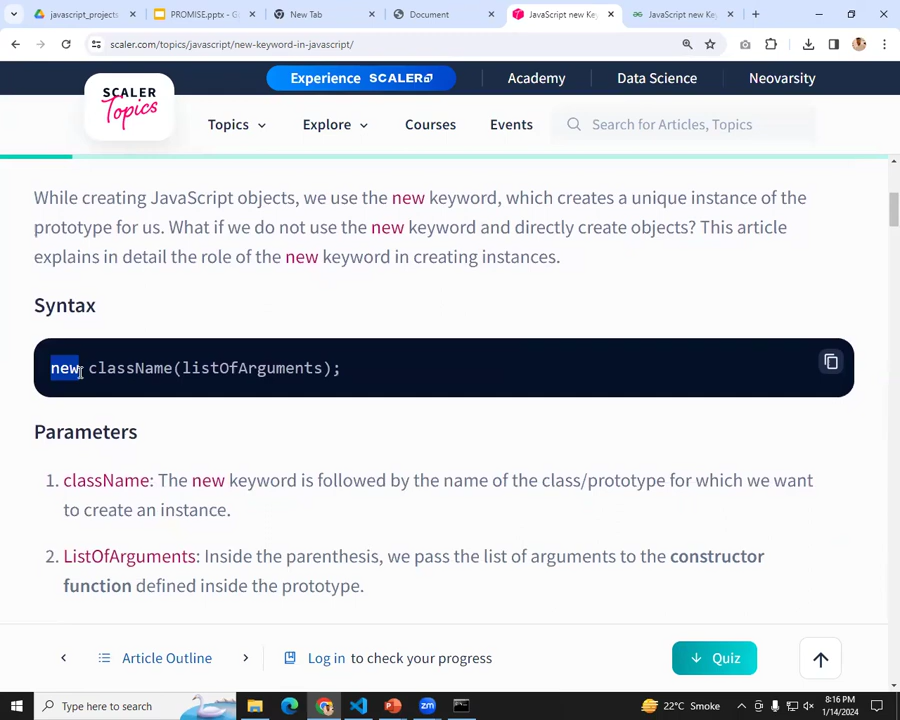 javascript_projects
PROMISE.pptx - G
New Tab
Document
JavaScript new Key
JavaScript new Key
scaler.com/topics/javascript/new-keyword-in-javascript/
Experience SCALER
Academy
Data Science
Neovarsity
SCALER
Topics
Topics
Explore
Courses
Events
Search for Articles, Topics
While creating JavaScript objects, we use the new keyword, which creates a unique instance of the
prototype for us. What if we do not use the new keyword and directly create objects? This article
explains in detail the role of the new keyword in creating instances.
Syntax
new className(listOfArguments);
Parameters
1. className: The new keyword is followed by the name of the class/prototype for which we want
to create an instance.
2. ListOfArguments: Inside the parenthesis, we pass the list of arguments to the constructor
function defined inside the prototype.
Article Outline
Log in to check your progress
Quiz
Type here to search
22°C Smoke
8:16 PM
1/14/2024